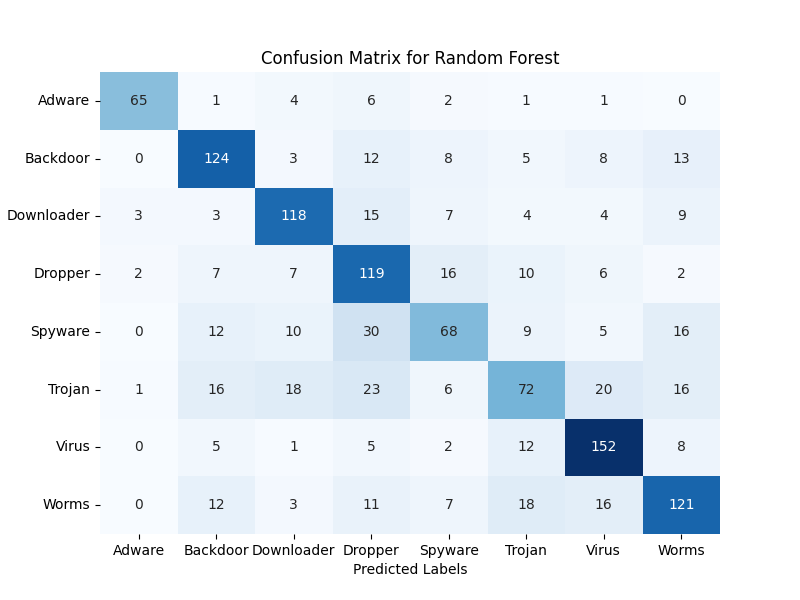 Confusion Matrix for Random Forest
Adware 65 1 4 6 2 1 1 0
Backdoor 0 124 3 12 8 5 8 13
Downloader 3 3 118 15 7 4 4 9
Dropper 2 7 7 119 16 10 6 2
Spyware 0 12 10 30 68 9 5 16
Trojan 1 16 18 23 6 72 20 16
Virus 0 5 1 5 2 12 152 8
Worms 0 12 3 11 7 18 16 121
Adware Backdoor Downloader Dropper Spyware Trojan Virus Worms
Predicted Labels